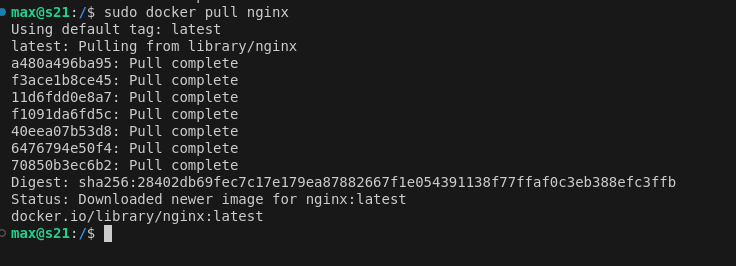 max@s21:/$ sudo docker pull nginx
Using default tag: latest
latest: Pulling from library/nginx
a480a496ba95: Pull complete
f3ace1b8ce45: Pull complete
11d6fdd0e8a7: Pull complete
f1091da6fd5c: Pull complete
40eea07b53d8: Pull complete
6476794e50f4: Pull complete
70850b3ec6b2: Pull complete
Digest: sha256:28402db69fec7c17e179ea87882667f1e054391138f77ffaf0c3eb388efc3ffb
Status: Downloaded newer image for nginx:latest
docker.io/library/nginx:latest
max@s21:/$